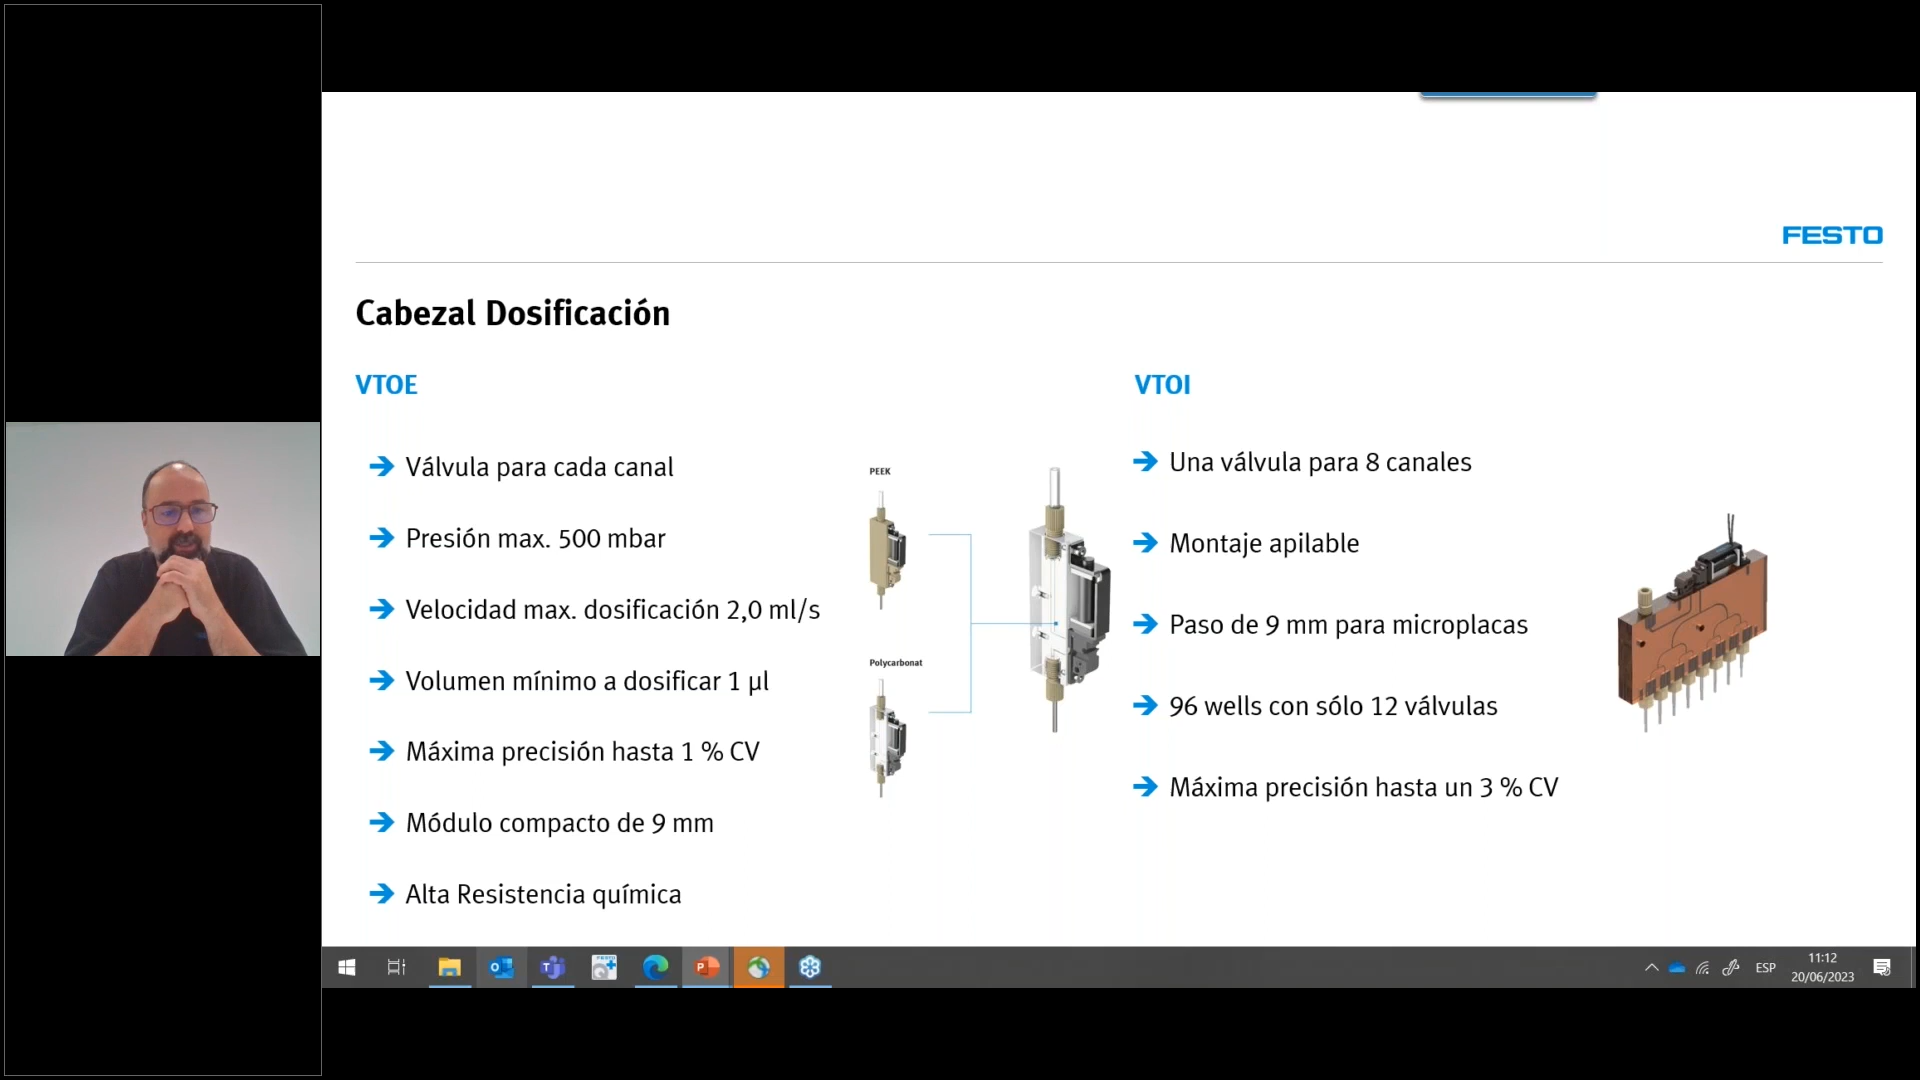 FESTO
Cabezal Dosificación
VTOE
Válvula para cada canal
Presión max. 500 mbar
Velocidad max. dosificación 2,0 ml/s
Volumen mínimo a dosificar 1 µl
Máxima precisión hasta 1 % CV
Módulo compacto de 9 mm
Alta Resistencia química
PEEK
Polycarbonat
VTOI
Una válvula para 8 canales
Montaje apilable
Paso de 9 mm para microplacas
96 wells con sólo 12 válvulas
Máxima precisión hasta un 3 % CV
ESP
11:12
20/06/2023